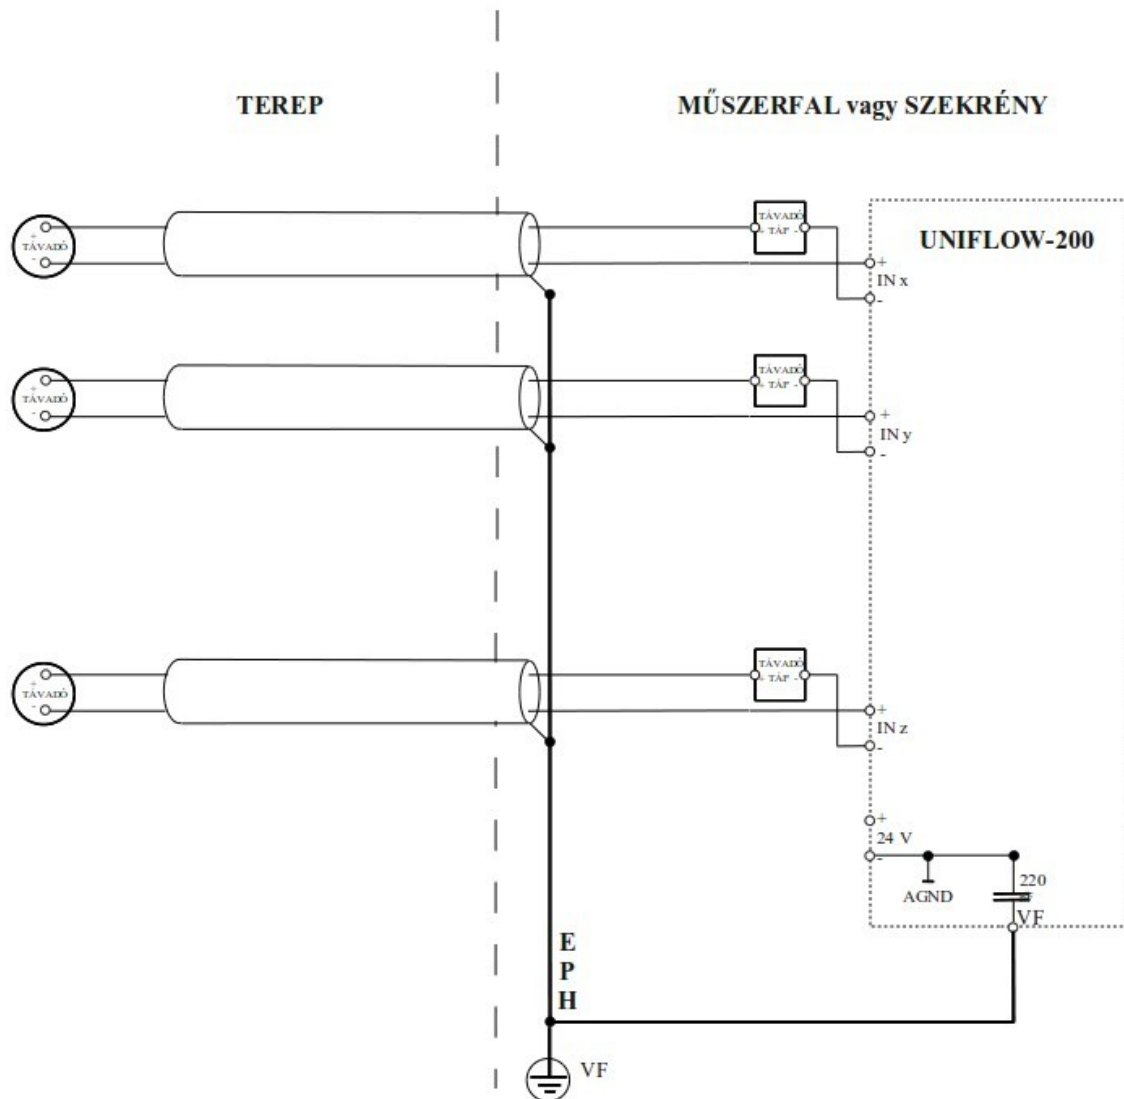 TEREP
MŰSZERFAL vagy SZEKRÉNY
UNIFLOW-200
+
TÁVADÓ
-
TÁVADÓ
+ TÁP -
+
IN x
-
+
TÁVADÓ
-
TÁVADÓ
+ TÁP -
+
IN y
-
+
TÁVADÓ
-
TÁVADÓ
+ TÁP -
+
IN z
-
+
24 V
-
AGND
220
VF
E
P
H
VF